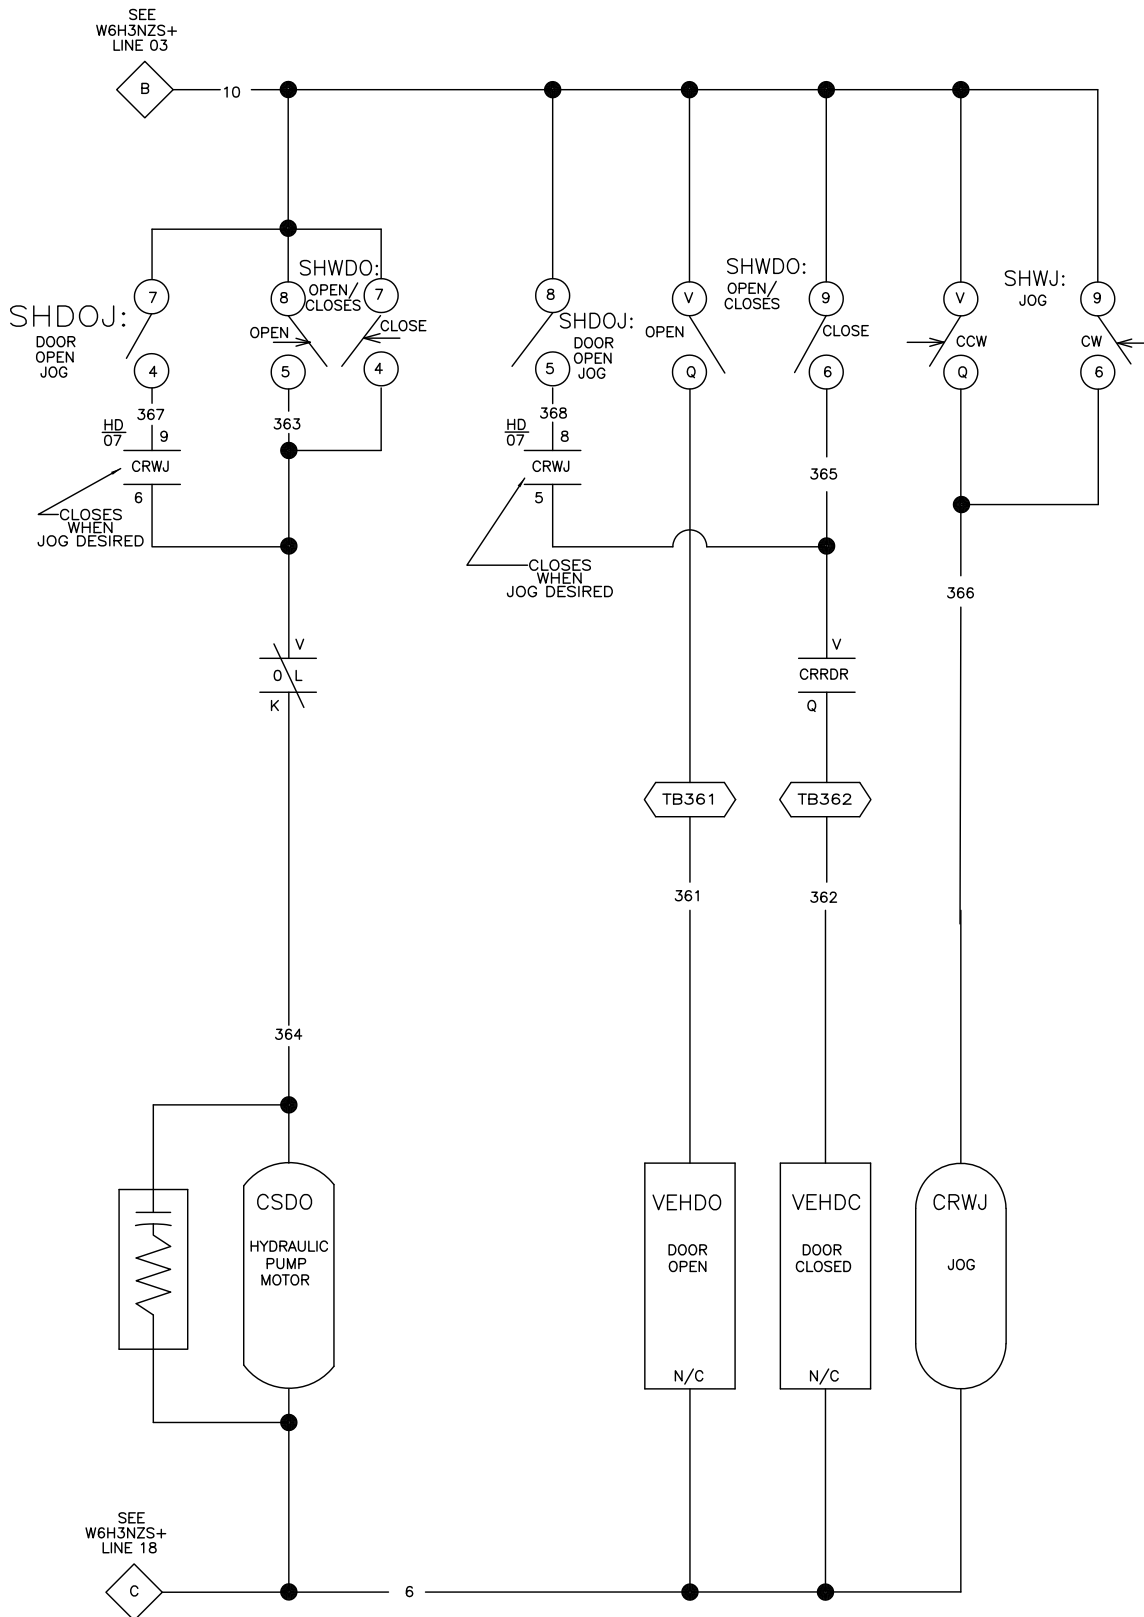 SEE
W6H3NZS+
LINE 03
B
10
7
8
SHWDO:
OPEN/
CLOSES
7
SHDOJ:
DOOR
OPEN
JOG
OPEN
CLOSE
4
5
4
367
363
HD
07
9
CRWJ
6
CLOSES
WHEN
JOG DESIRED
8
SHDOJ:
DOOR
OPEN
JOG
5
368
HD
07
8
CRWJ
5
CLOSES
WHEN
JOG DESIRED
V
OPEN
Q
SHWDO:
OPEN/
CLOSES
9
CLOSE
6
365
V
CCW
Q
SHWJ:
JOG
9
CW
6
366
V
O L
K
V
CRRDR
Q
TB361
TB362
361
362
364
CSDO
HYDRAULIC
PUMP
MOTOR
VEHDO
DOOR
OPEN
N/C
VEHDC
DOOR
CLOSED
N/C
CRWJ
JOG
SEE
W6H3NZS+
LINE 18
C
6